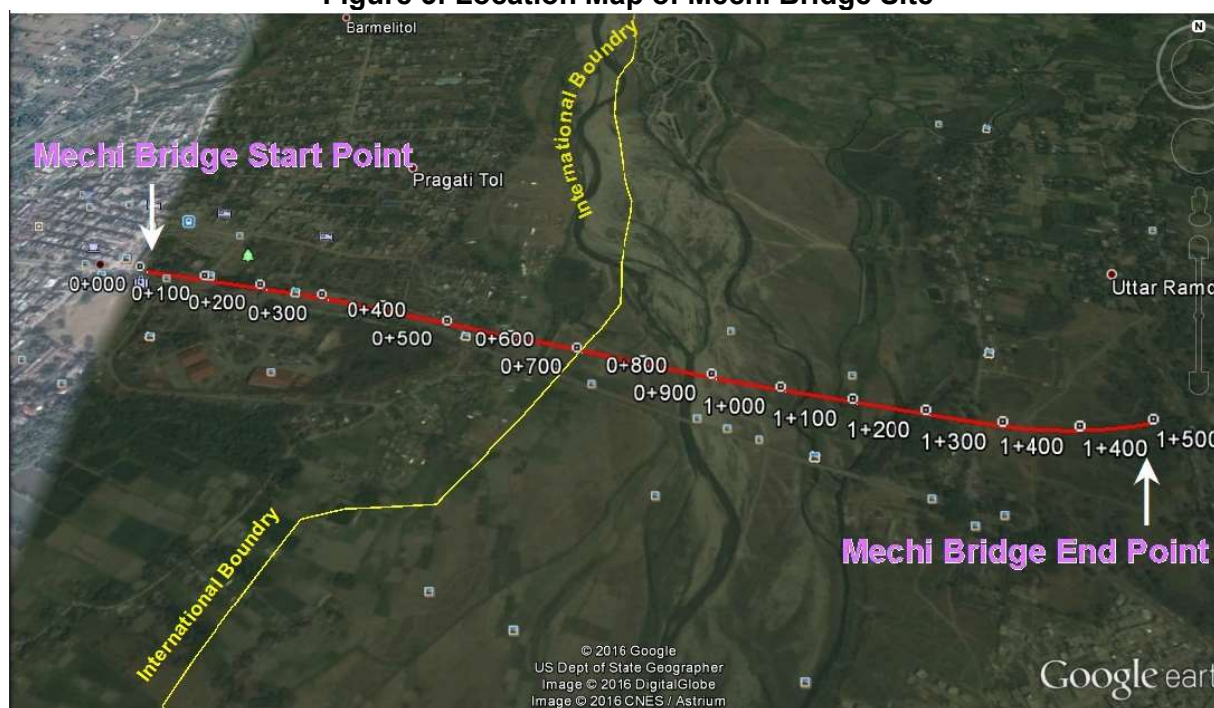 Figure 3: Location Map of Mechi Bridge Site
Barmelitol
International Boundry
N
Mechi Bridge Start Point
Pragati Tol
Uttar Ramd
0+000
0+100
0+200
0+300
0+400
0+500
0+600
0+700
0+800
0+900
1+000
1+100
1+200
1+300
1+400
1+400
1+500
Mechi Bridge End Point
International Boundry
© 2016 Google
US Dept of State Geographer
Image © 2016 DigitalGlobe
Image © 2016 CNES / Astrium
Google eart